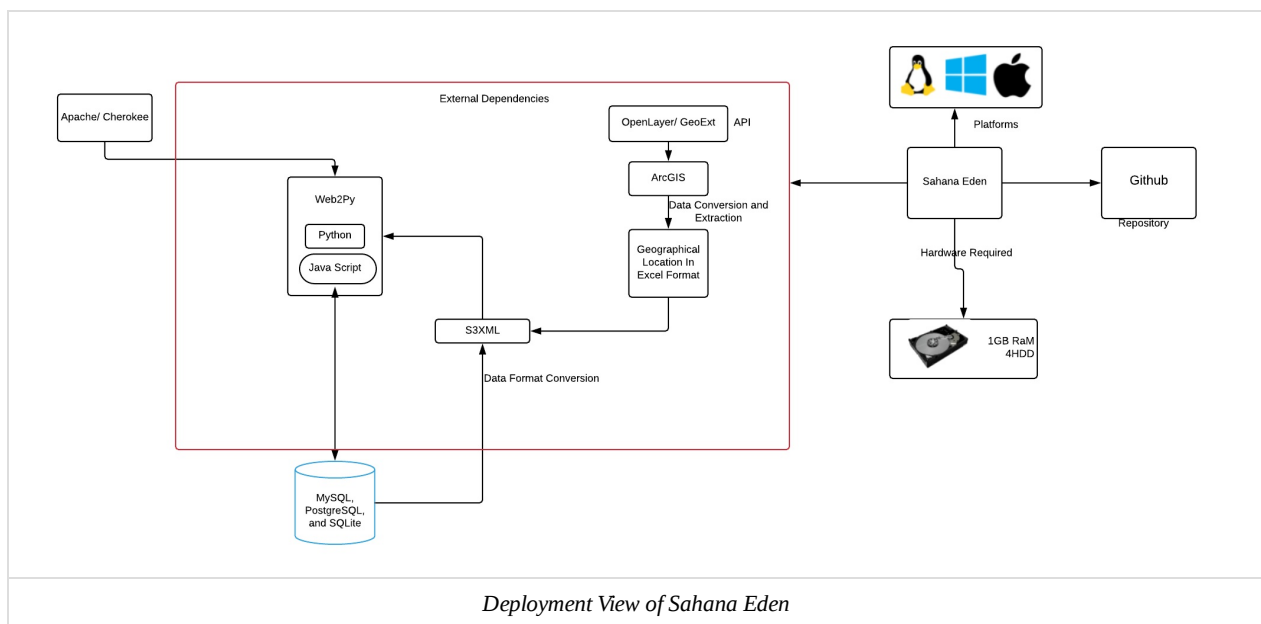 External Dependencies
Apache/ Cherokee
OpenLayer/ GeoExt
API
Platforms
ArcGIS
Sahana Eden
Github
Web2Py
Data Conversion and
Extraction
Repository
Python
Geographical
Location In
Excel Format
Hardware Required
Java Script
S3XML
1GB RaM
4HDD
Data Format Conversion
MySQL,
PostgreSQL,
and SQLite
Deployment View of Sahana Eden